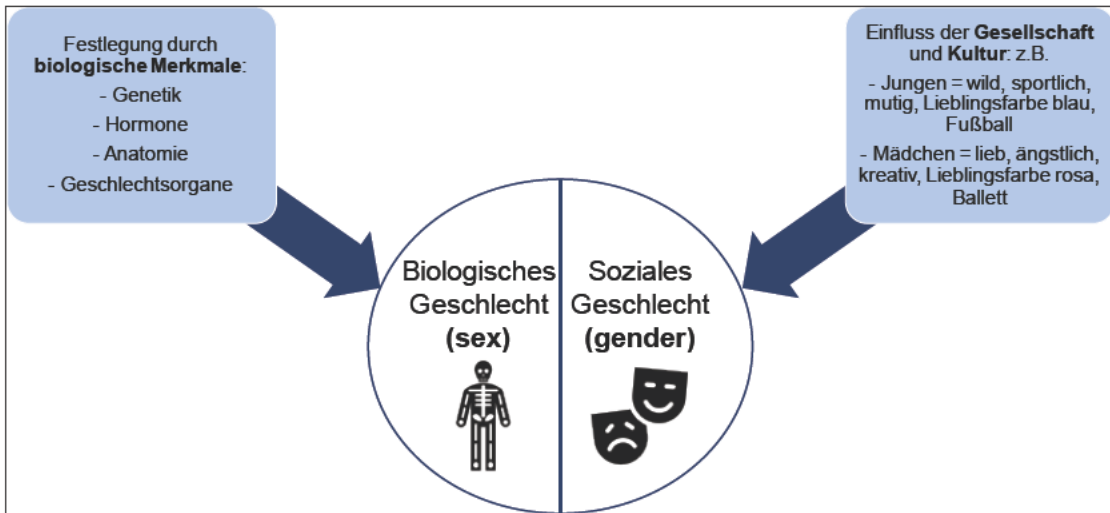 Festlegung durch
biologische Merkmale:
- Genetik
- Hormone
- Anatomie
- Geschlechtsorgane
Einfluss der Gesellschaft
und Kultur: z.B.
- Jungen = wild, sportlich,
mutig, Lieblingsfarbe blau,
Fußball
- Mädchen = lieb, ängstlich,
kreativ, Lieblingsfarbe rosa,
Ballett
Biologisches
Geschlecht
(sex)
Soziales
Geschlecht
(gender)